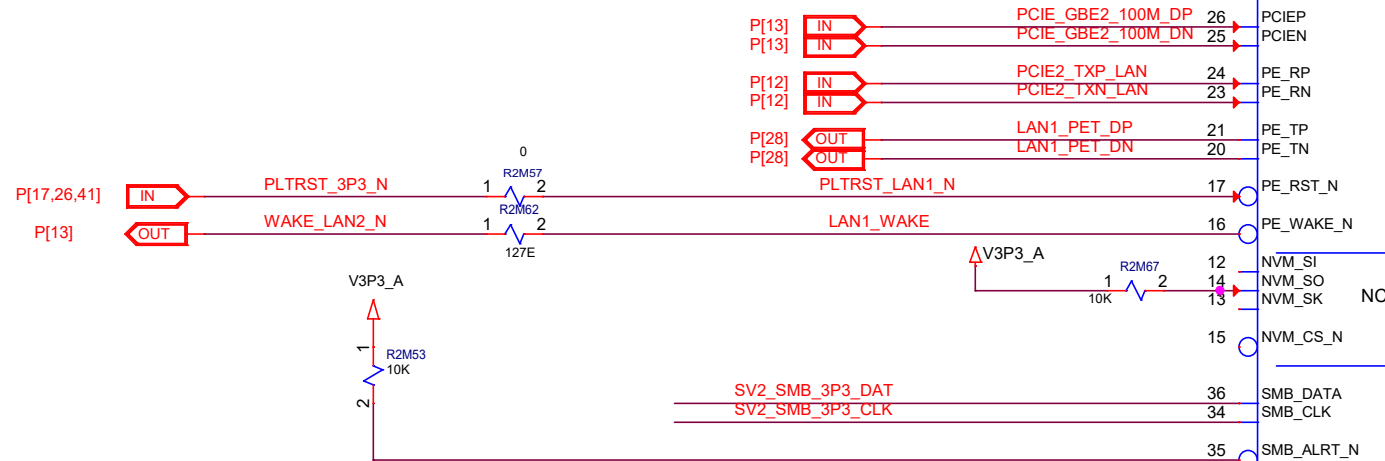 P[13] IN PCIE_GBE2_100M_DP 26 PCIEP
P[13] IN PCIE_GBE2_100M_DN 25 PCIEN
P[12] IN PCIE2_TXP_LAN 24 PE_RP
P[12] IN PCIE2_TXN_LAN 23 PE_RN
P[28] OUT LAN1_PET_DP 21 PE_TP
P[28] OUT LAN1_PET_DN 20 PE_TN
0
R2M57
P[17,26,41] IN PLTRST_3P3_N 1 2 PLTRST_LAN1_N 17 PE_RST_N
R2M62
P[13] OUT WAKE_LAN2_N 1 2 LAN1_WAKE 16 PE_WAKE_N
127E
V3P3_A
12 NVM_SI
R2M67
1 2 14 NVM_SO
10K 13 NVM_SK NC
V3P3_A
15 NVM_CS_N
1
R2M53
10K
2
SV2_SMB_3P3_DAT 36 SMB_DATA
SV2_SMB_3P3_CLK 34 SMB_CLK
35 SMB_ALRT_N